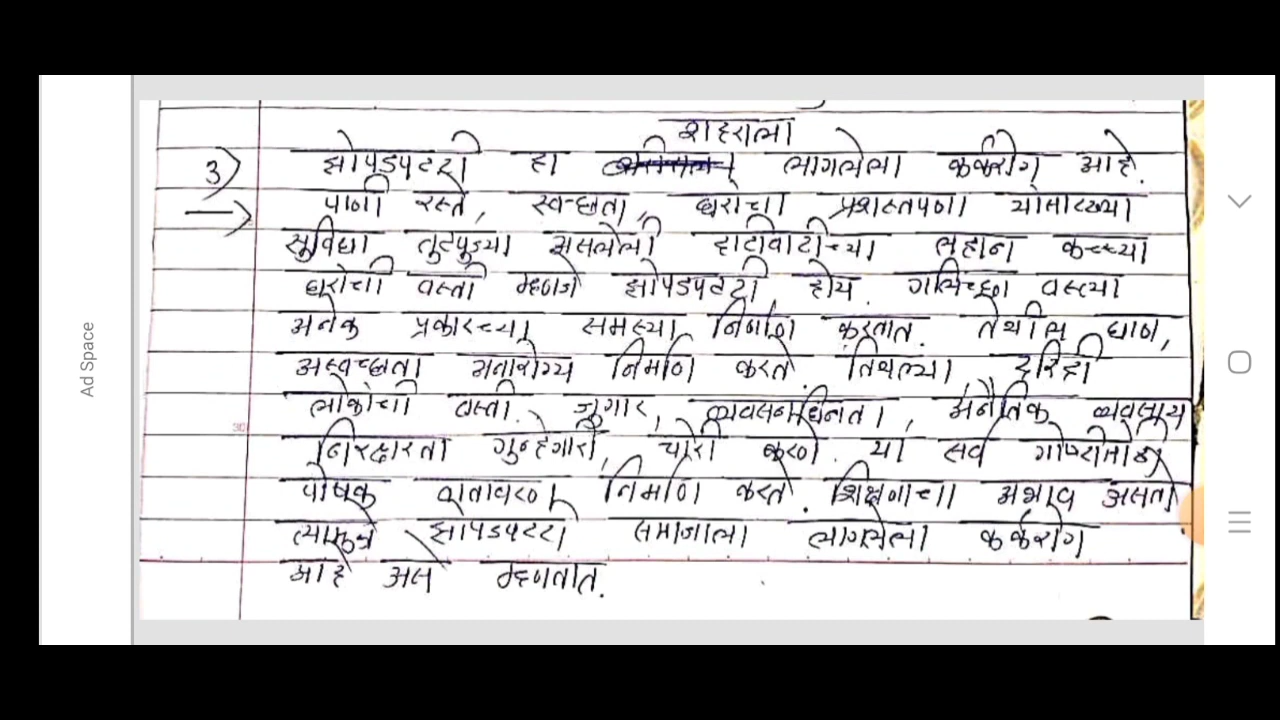 Ad Space
शहराला
3) झोपडपट्टी हा लागलेला कर्करोग आहे.
→ पाणी रस्ते, स्वच्छता, घरांचा प्रशस्तपणा यांसारख्या
सुविधा तुटपुज्या असलेली दाटीवाटीच्या लहान कच्च्या
घरांची वस्ती म्हणजे झोपडपट्टी होय. गलिच्छ वस्त्या
अनेक प्रकारच्या समस्या निर्माण करतात. तेथील घाण,
अस्वच्छता अनारोग्य निर्माण करते. तिथल्या दरिद्री
लोकांची वस्ती. जुगार, व्यवसनाधिनता, अनैतिक व्यवसाय
निरक्षरता गुन्हेगारी, चोरी करणे. या सर्व गोष्टींसाठी
पोषक वातावरण निर्माण करते. शिक्षणाचा अभाव असतो
त्यामुळे झोपडपट्टी समाजाला लागलेला कर्करोग
आहे असे म्हणतात.